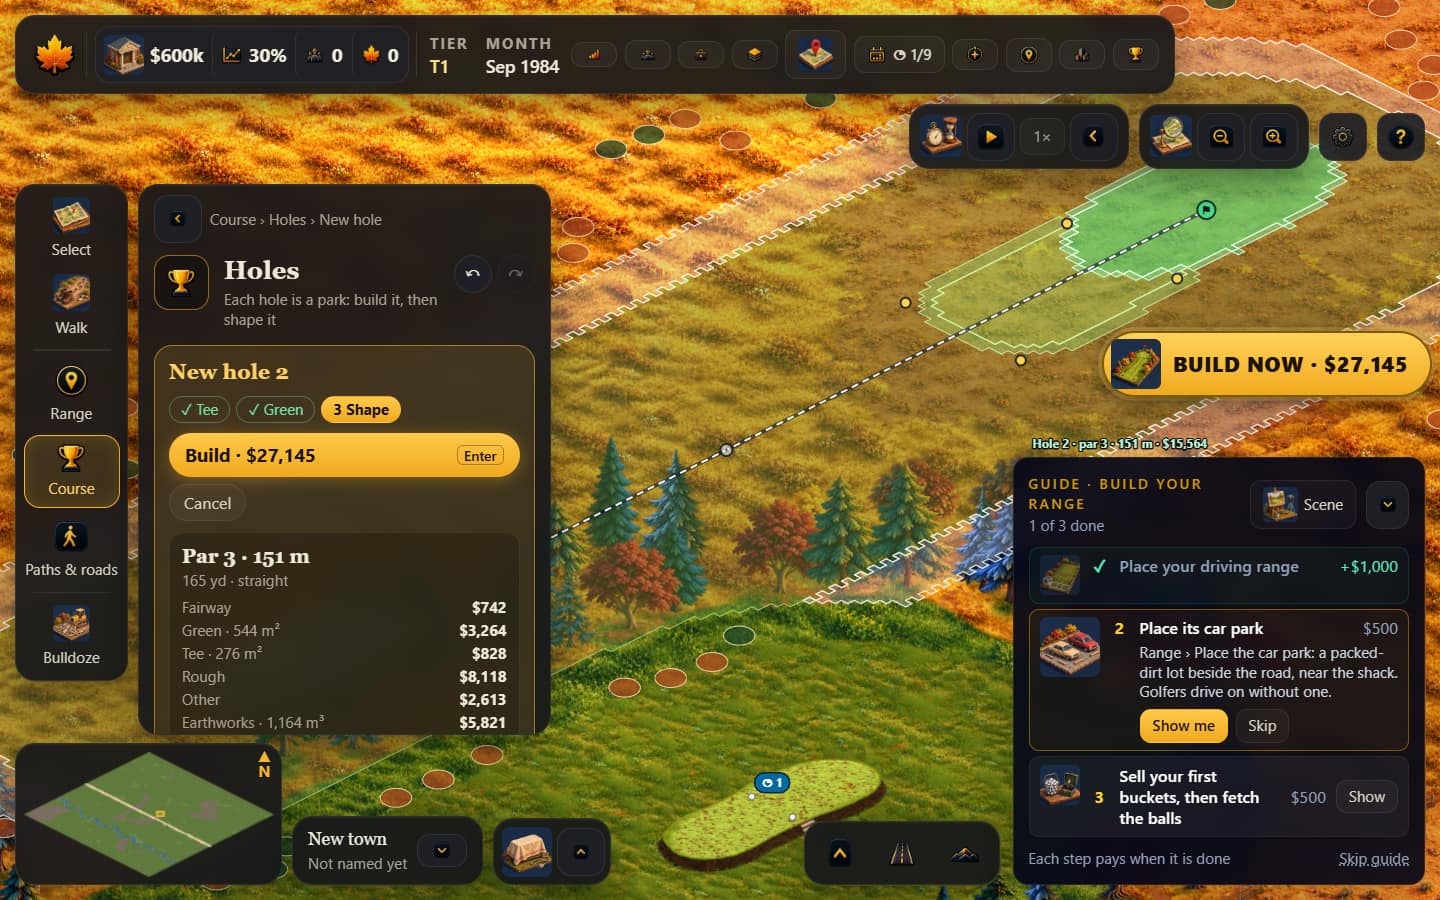 $600k
30%
0
0
TIER
T1
MONTH
Sep 1984
1/9
1×
?
Select
Walk
Range
Course
Paths & roads
Bulldoze
Course › Holes › New hole
Holes
Each hole is a park: build it, then
shape it
New hole 2
✓ Tee
✓ Green
3 Shape
Build · $27,145
Enter
Cancel
Par 3 · 151 m
165 yd · straight
Fairway $742
Green · 544 m² $3,264
Tee · 276 m² $828
Rough $8,118
Other $2,613
Earthworks · 1,164 m³ $5,821
BUILD NOW · $27,145
Hole 2 · par 3 · 151 m · $15,564
GUIDE · BUILD YOUR
RANGE
1 of 3 done
Scene
✓ Place your driving range +$1,000
2 Place its car park $500
Range › Place the car park: a packed-
dirt lot beside the road, near the shack.
Golfers drive on without one.
Show me
Skip
3 Sell your first
buckets, then fetch
the balls
$500
Show
Each step pays when it is done
Skip guide
N
New town
Not named yet
1